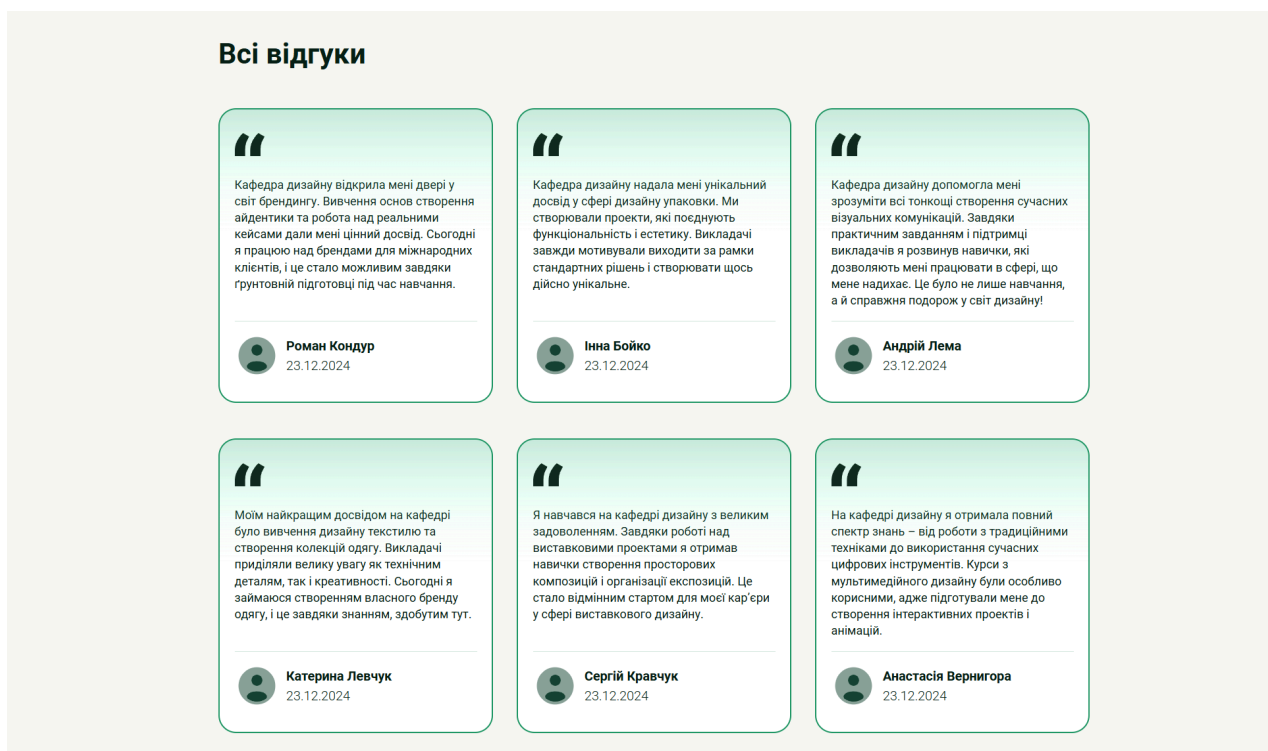 Всі відгуки
“
Кафедра дизайну відкрила мені двері у
світ брендингу. Вивчення основ створення
айдентики та робота над реальними
кейсами дали мені цінний досвід. Сьогодні
я працюю над брендами для міжнародних
клієнтів, і це стало можливим завдяки
ґрунтовній підготовці під час навчання.
Роман Кондур
23.12.2024
“
Кафедра дизайну надала мені унікальний
досвід у сфері дизайну упаковки. Ми
створювали проекти, які поєднують
функціональність і естетику. Викладачі
завжди мотивували виходити за рамки
стандартних рішень і створювати щось
дійсно унікальне.
Інна Бойко
23.12.2024
“
Кафедра дизайну допомогла мені
зрозуміти всі тонкощі створення сучасних
візуальних комунікацій. Завдяки
практичним завданням і підтримці
викладачів я розвинув навички, які
дозволяють мені працювати в сфері, що
мене надихає. Це було не лише навчання,
а й справжня подорож у світ дизайну!
Андрій Лема
23.12.2024
“
Моїм найкращим досвідом на кафедрі
було вивчення дизайну текстилю та
створення колекцій одягу. Викладачі
приділяли велику увагу як технічним
деталям, так і креативності. Сьогодні я
займаюся створенням власного бренду
одягу, і це завдяки знанням, здобутим тут.
Катерина Левчук
23.12.2024
“
Я навчався на кафедрі дизайну з великим
задоволенням. Завдяки роботі над
виставковими проектами я отримав
навички створення просторових
композицій і організації експозицій. Це
стало відмінним стартом для моєї кар’єри
у сфері виставкового дизайну.
Сергій Кравчук
23.12.2024
“
На кафедрі дизайну я отримала повний
спектр знань – від роботи з традиційними
техніками до використання сучасних
цифрових інструментів. Курси з
мультимедійного дизайну були особливо
корисними, адже підготували мене до
створення інтерактивних проектів і
анімацій.
Анастасія Вернигора
23.12.2024